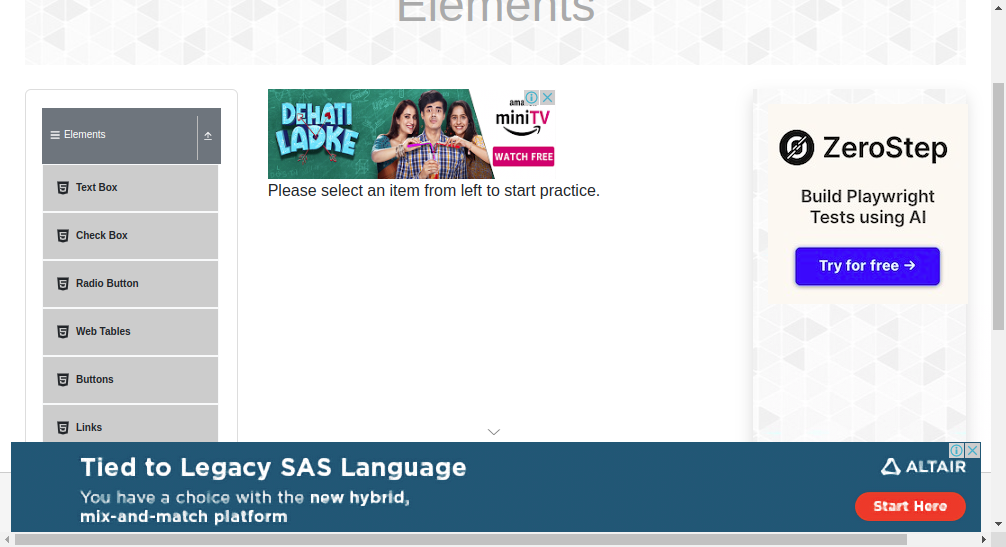 Elements
Elements
Text Box
Check Box
Radio Button
Web Tables
Buttons
Links
DEHATI
LADKE
miniTV
WATCH FREE
Please select an item from left to start practice.
ZeroStep
Build Playwright
Tests using AI
Try for free →
Tied to Legacy SAS Language
You have a choice with the new hybrid,
mix-and-match platform
ALTAIR
Start Here